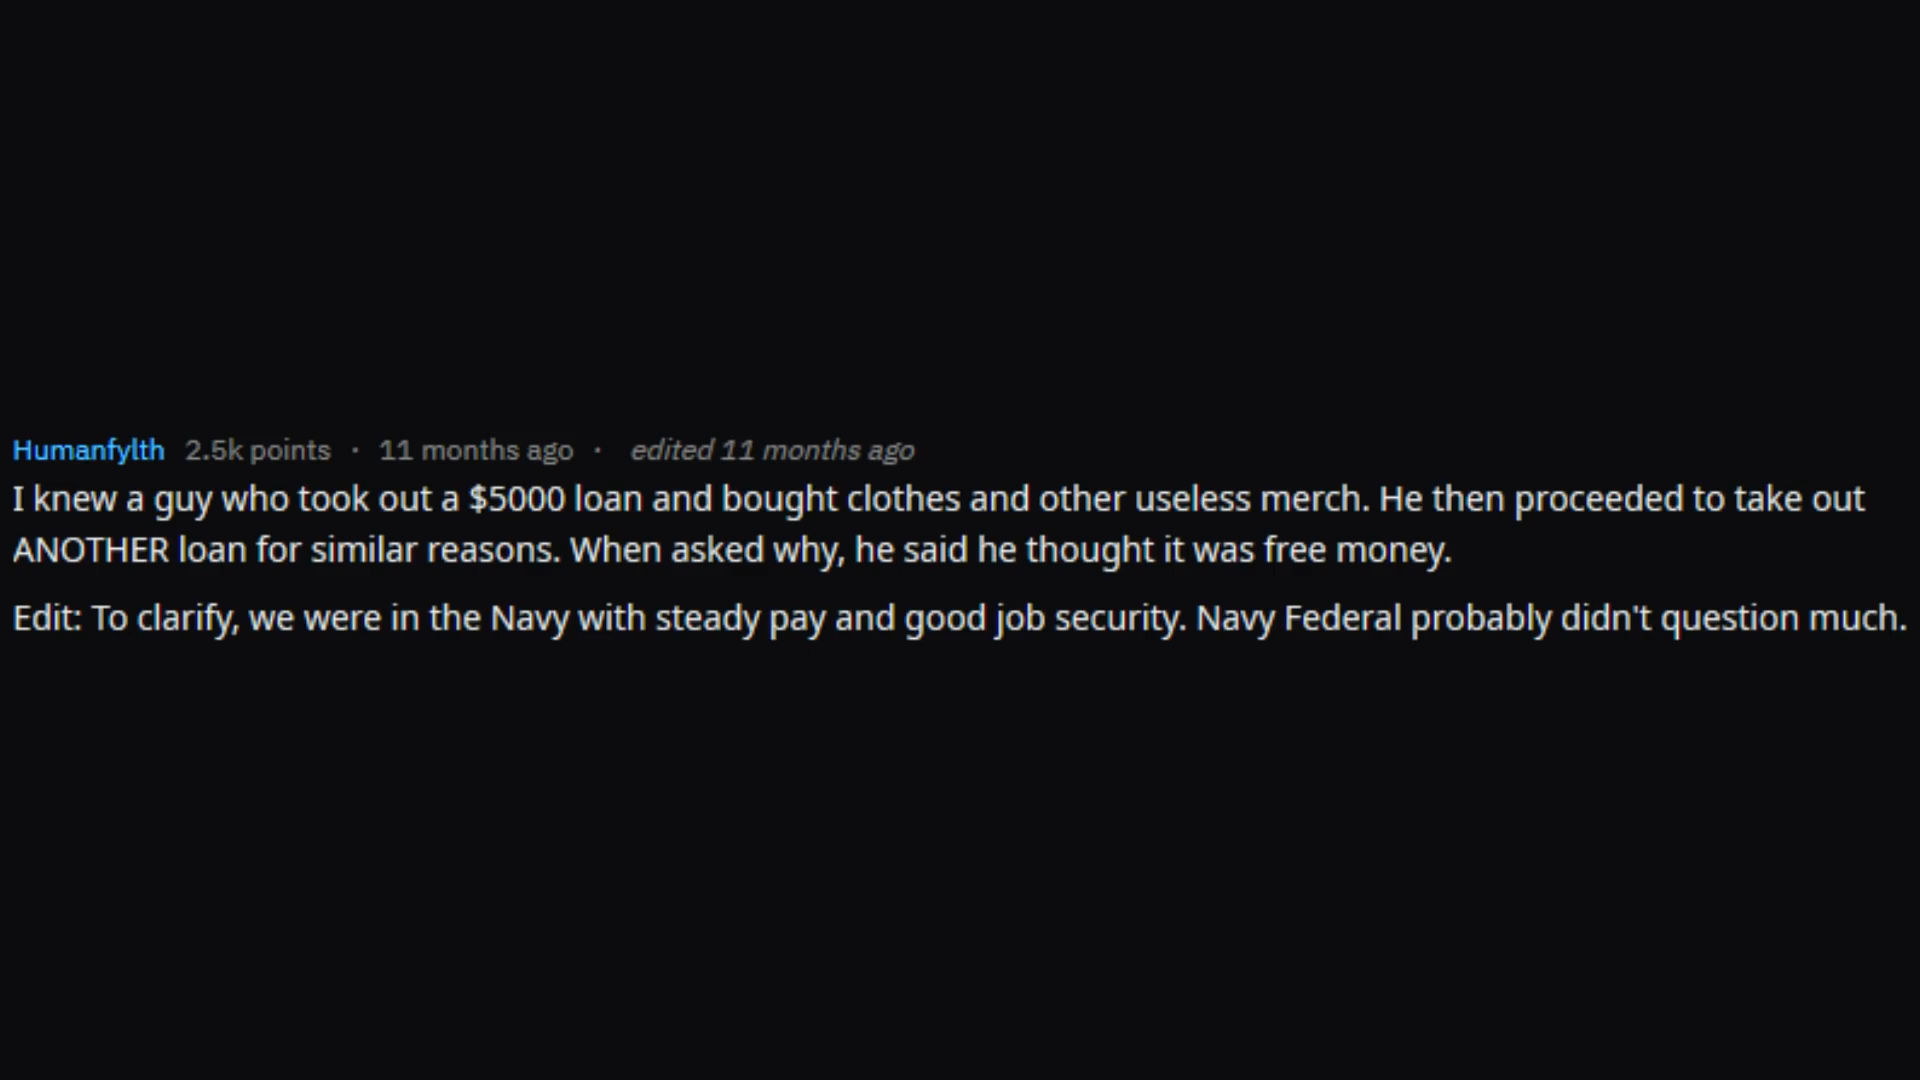 Humanfylth 2.5k points · 11 months ago · edited 11 months ago
I knew a guy who took out a $5000 loan and bought clothes and other useless merch. He then proceeded to take out
ANOTHER loan for similar reasons. When asked why, he said he thought it was free money.
Edit: To clarify, we were in the Navy with steady pay and good job security. Navy Federal probably didn't question much.